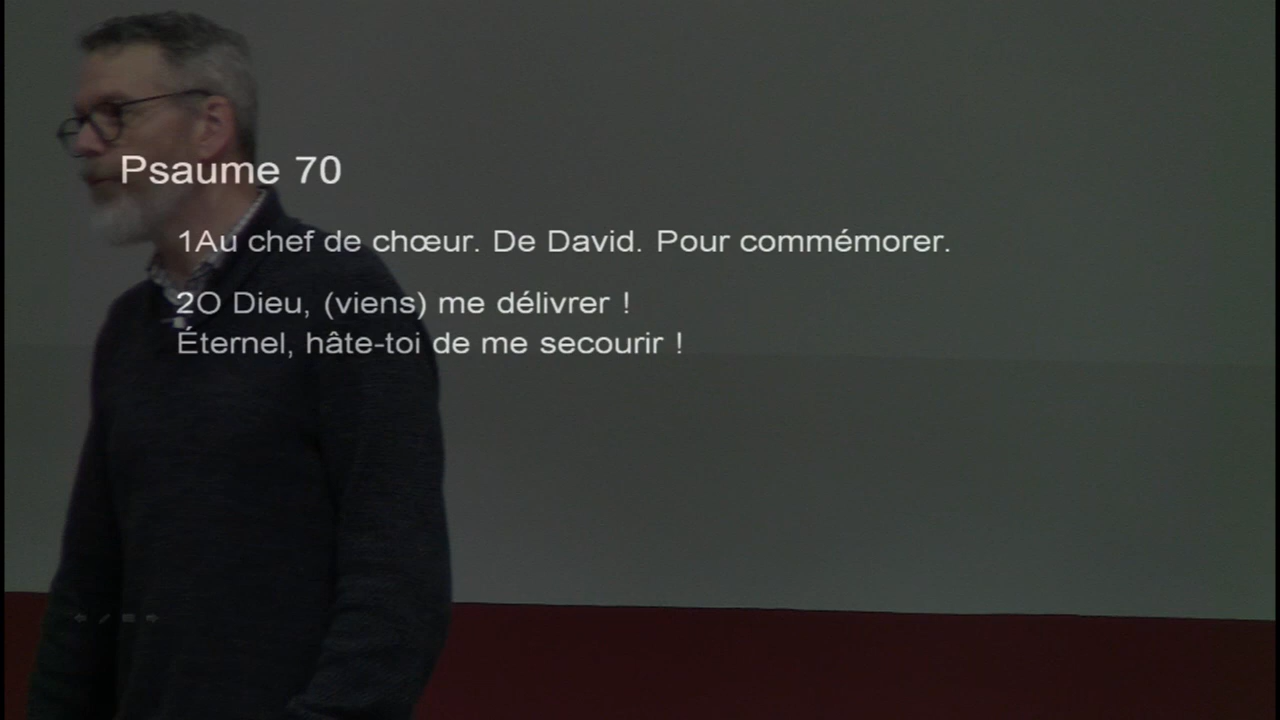 Psaume 70
1Au chef de chœur. De David. Pour commémorer.
2O Dieu, (viens) me délivrer !
Éternel, hâte-toi de me secourir !